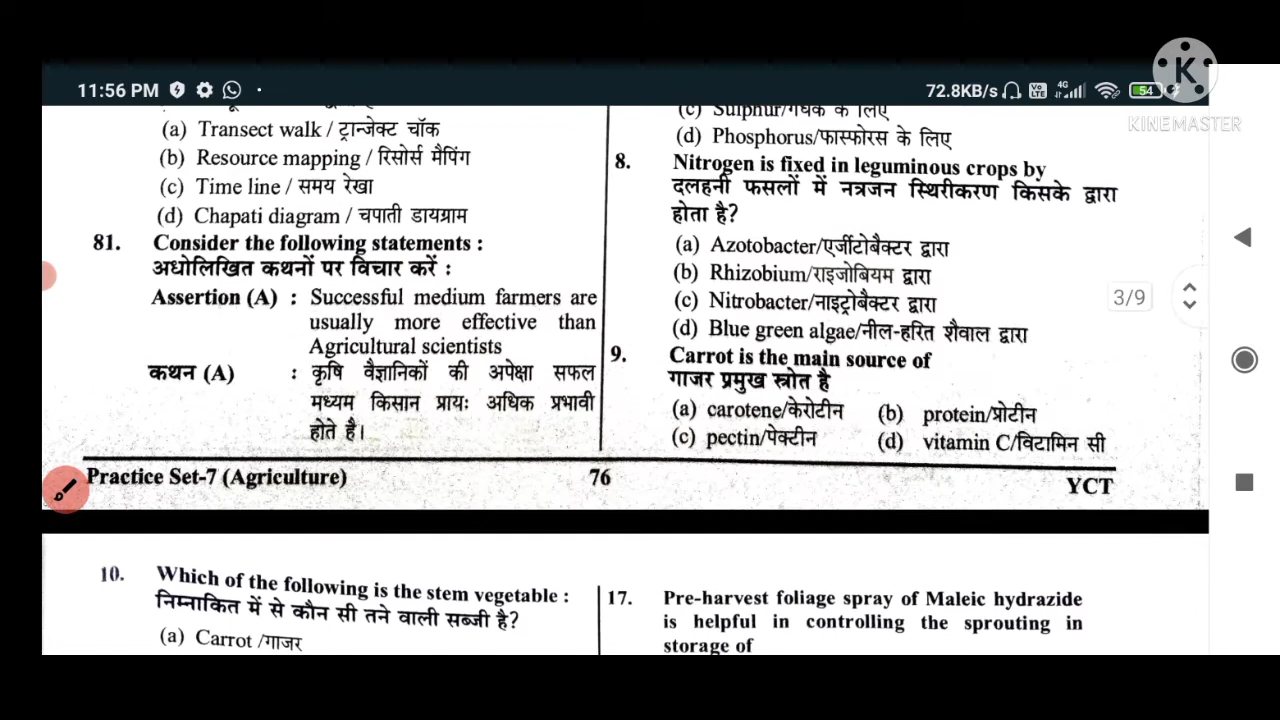 11:56 PM
72.8KB/s
4G
54
K
KINEMASTER
(a) Transect walk / ट्रान्जेक्ट चॉक
(b) Resource mapping / रिसोर्स मैपिंग
(c) Time line / समय रेखा
(d) Chapati diagram / चपाती डायग्राम
81. Consider the following statements :
अधोलिखित कथनों पर विचार करें :
Assertion (A) : Successful medium farmers are
usually more effective than
Agricultural scientists
कथन (A) : कृषि वैज्ञानिकों की अपेक्षा सफल
मध्यम किसान प्रायः अधिक प्रभावी
होते है।
(c) Sulphur/गंधक के लिए
(d) Phosphorus/फास्फोरस के लिए
8. Nitrogen is fixed in leguminous crops by
दलहनी फसलों में नत्रजन स्थिरीकरण किसके द्वारा
होता है?
(a) Azotobacter/एर्जीटोबैक्टर द्वारा
(b) Rhizobium/राइजोबियम द्वारा
(c) Nitrobacter/नाइट्रोबैक्टर द्वारा
(d) Blue green algae/नील-हरित शैवाल द्वारा
9. Carrot is the main source of
गाजर प्रमुख स्त्रोत है
(a) carotene/केरोटीन (b) protein/प्रोटीन
(c) pectin/पेक्टीन (d) vitamin C/विटामिन सी
3/9
Practice Set-7 (Agriculture) 76 YCT
10. Which of the following is the stem vegetable :
निम्नाकित में से कौन सी तने वाली सब्जी है?
(a) Carrot /गाजर
17. Pre-harvest foliage spray of Maleic hydrazide
is helpful in controlling the sprouting in
storage of